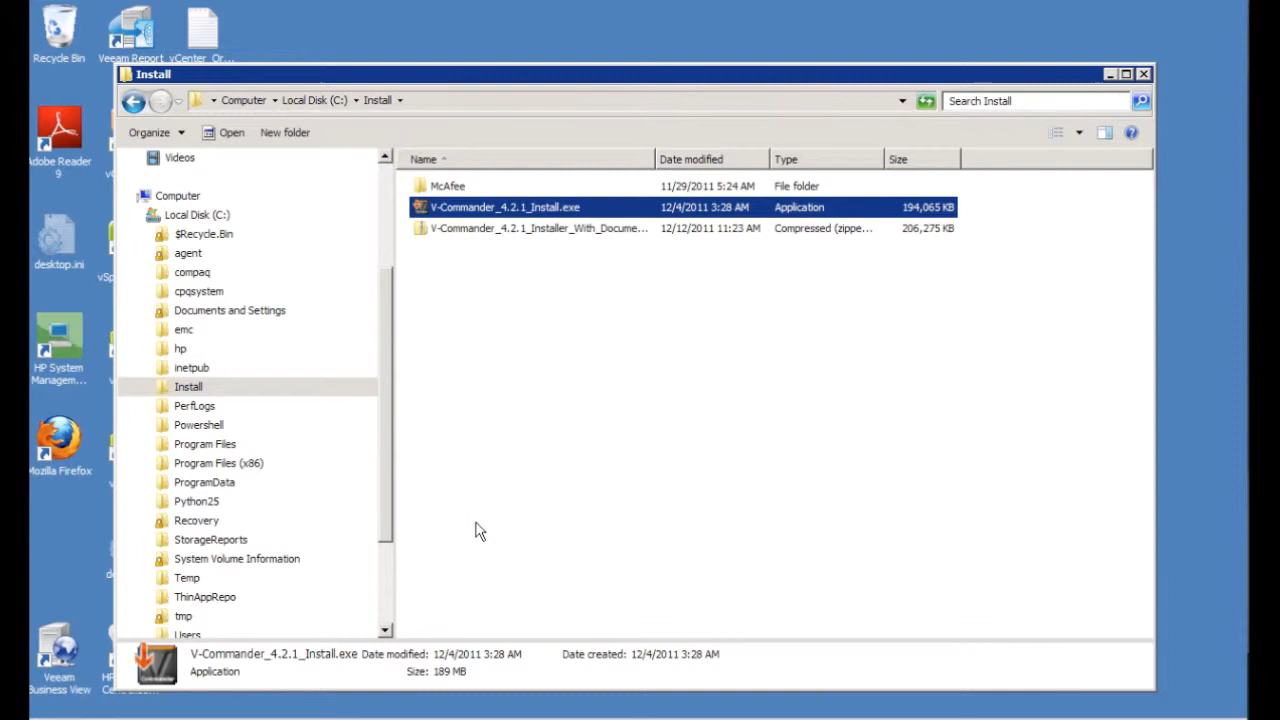 Recycle Bin
Veeam Report
vCenter_Or...
Install
Computer
Local Disk (C:)
Install
Search Install
Organize
Open
New folder
Adobe Reader
9
desktop.ini
HP System
Managem...
Mozilla Firefox
Veeam
Business View
Videos
Computer
Local Disk (C:)
$Recycle.Bin
agent
compaq
cpqsystem
Documents and Settings
emc
hp
inetpub
Install
PerfLogs
Powershell
Program Files
Program Files (x86)
ProgramData
Python25
Recovery
StorageReports
System Volume Information
Temp
ThinAppRepo
tmp
Users
Name Date modified Type Size
McAfee 11/29/2011 5:24 AM File folder
V-Commander_4.2.1_Install.exe 12/4/2011 3:28 AM Application 194,065 KB
V-Commander_4.2.1_Installer_With_Docume... 12/12/2011 11:23 AM Compressed (zippe... 206,275 KB
V-Commander_4.2.1_Install.exe Date modified: 12/4/2011 3:28 AM Date created: 12/4/2011 3:28 AM
Application Size: 189 MB